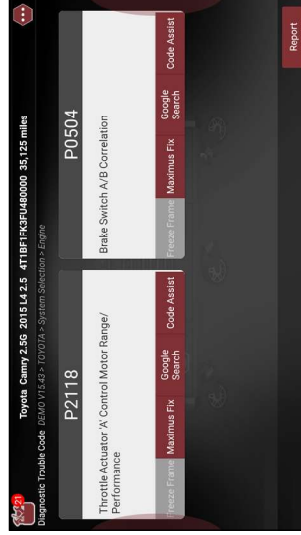 21
Toyota Camry 2.5G 2015 L4 2.5 4T1BF1FK3FU480000 35,125 miles
Diagnostic Trouble Code DEMO V15.43 > TOYOTA > System Selection > Engine
P2118
Throttle Actuator 'A' Control Motor Range/
Performance
Freeze Frame
Maximus Fix
Google
Search
Code Assist
P0504
Brake Switch A/B Correlation
Freeze Frame
Maximus Fix
Google
Search
Code Assist
Report